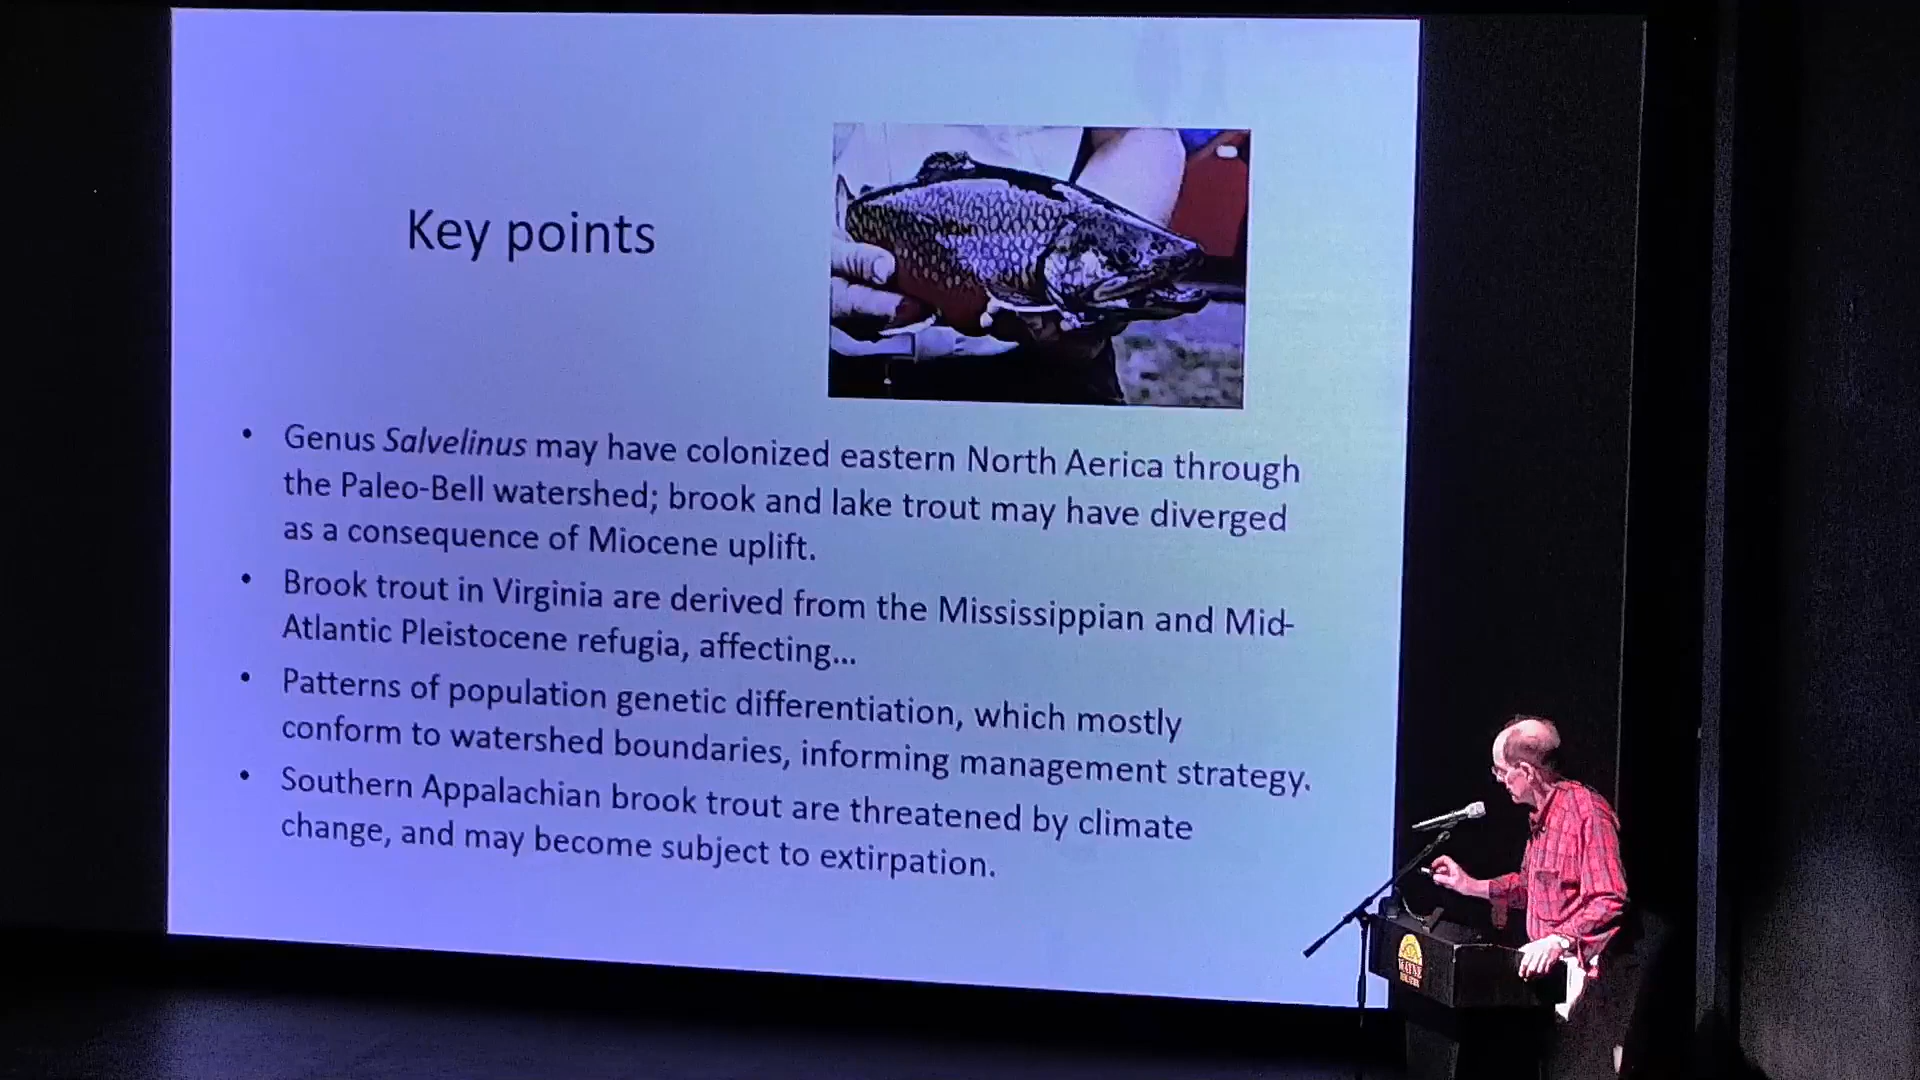 Key points
• Genus Salvelinus may have colonized eastern North Aerica through
the Paleo-Bell watershed; brook and lake trout may have diverged
as a consequence of Miocene uplift.
• Brook trout in Virginia are derived from the Mississippian and Mid-
Atlantic Pleistocene refugia, affecting...
• Patterns of population genetic differentiation, which mostly
conform to watershed boundaries, informing management strategy.
• Southern Appalachian brook trout are threatened by climate
change, and may become subject to extirpation.
WAYNE